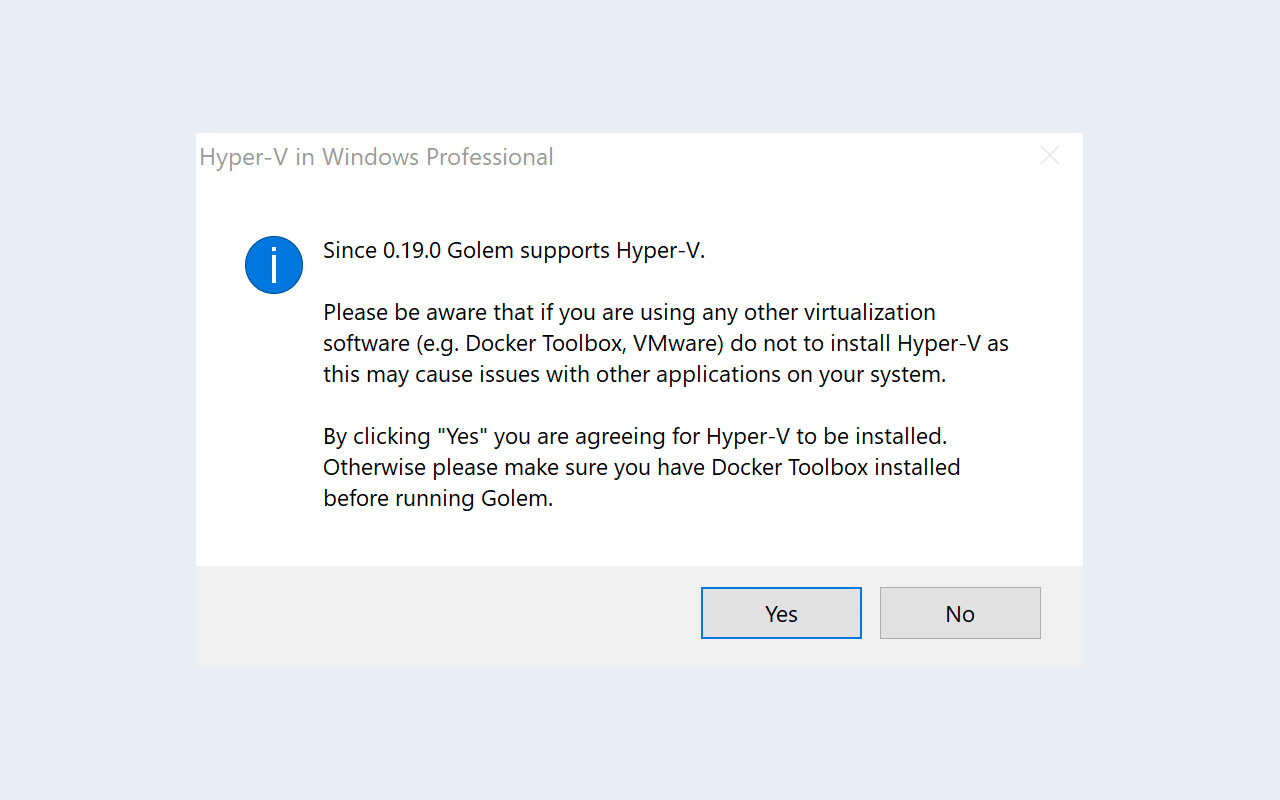 Hyper-V in Windows Professional
Since 0.19.0 Golem supports Hyper-V.
Please be aware that if you are using any other virtualization
software (e.g. Docker Toolbox, VMware) do not to install Hyper-V as
this may cause issues with other applications on your system.
By clicking "Yes" you are agreeing for Hyper-V to be installed.
Otherwise please make sure you have Docker Toolbox installed
before running Golem.
Yes
No